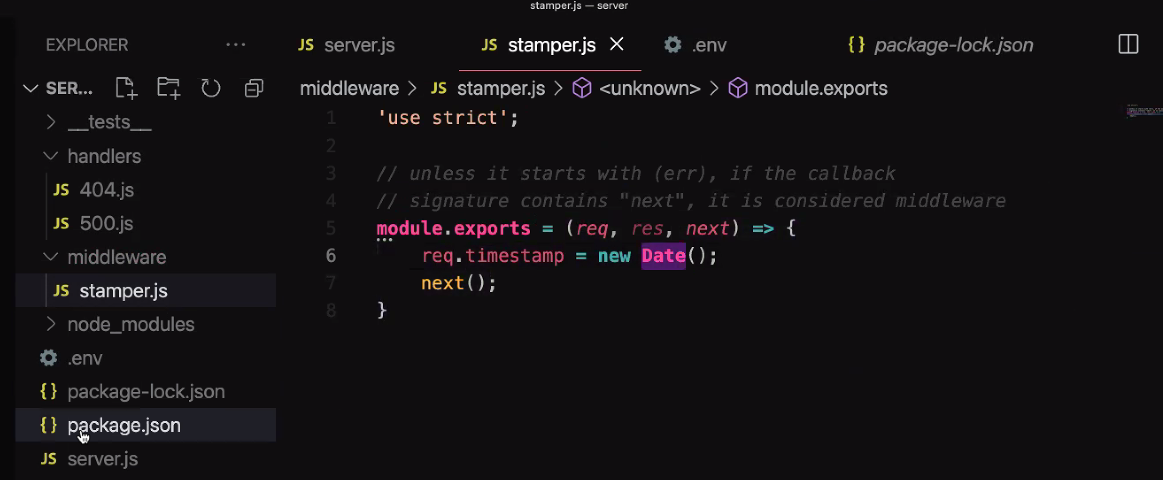 stamper.js — server
EXPLORER ...
JS server.js JS stamper.js .env {} package-lock.json
SER...
middleware > JS stamper.js > <unknown> > module.exports
__tests__
handlers
JS 404.js
JS 500.js
middleware
JS stamper.js
node_modules
.env
{} package-lock.json
{} package.json
JS server.js
1 'use strict';
2
3 // unless it starts with (err), if the callback
4 // signature contains "next", it is considered middleware
5 module.exports = (req, res, next) => {
6 req.timestamp = new Date();
7 next();
8 }